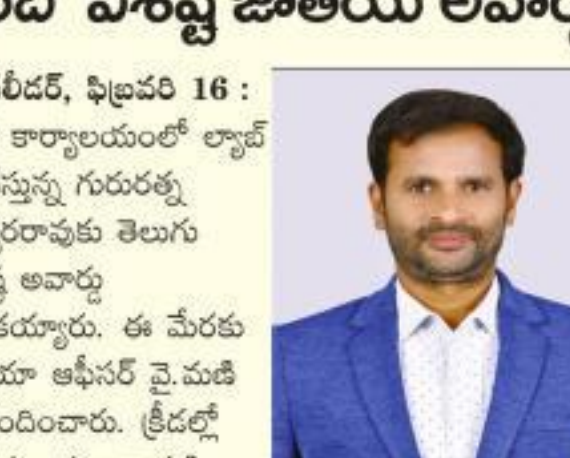 విశిష్ట జాతీయ అవార్డ
లీడర్, ఫిబ్రవరి 16 :
కార్యాలయంలో ల్యాబ్
స్తున్న గురురత్న
రరావుకు తెలుగు
అవార్డు
కయ్యారు. ఈ మేరకు
యా ఆఫీసర్ వై.మణి
ందించారు. క్రీడల్లో